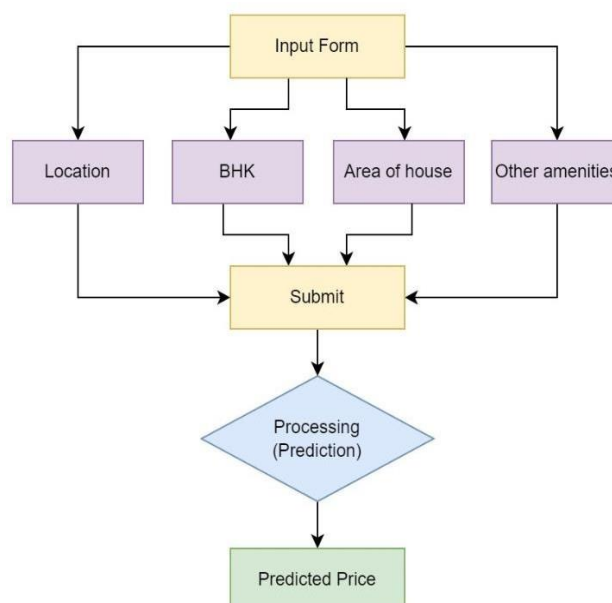 Input Form
Location
BHK
Area of house
Other amenities
Submit
Processing
(Prediction)
Predicted Price